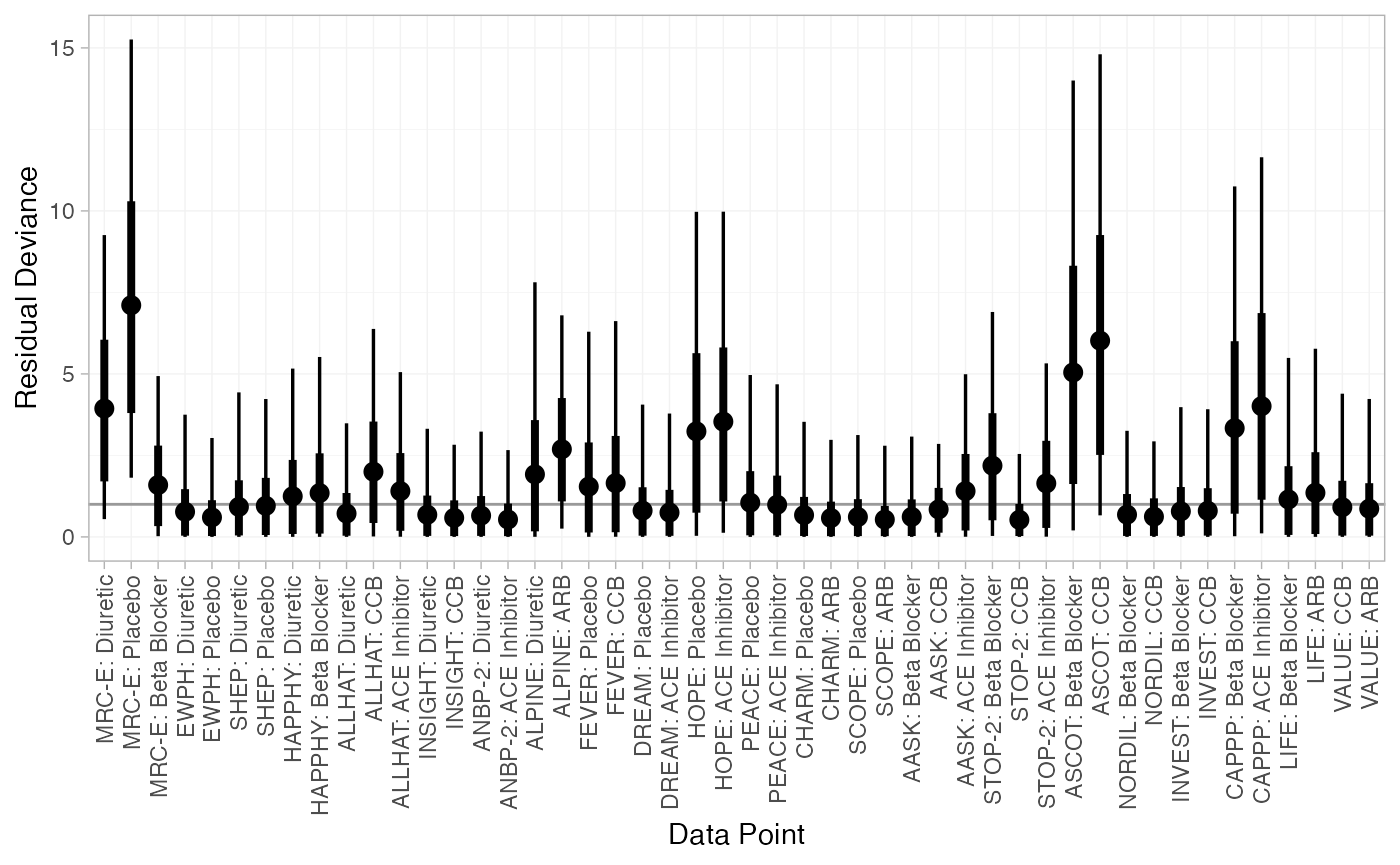 15
10
5
0
Residual Deviance
MRC-E: Diuretic
MRC-E: Placebo
MRC-E: Beta Blocker
EWPH: Diuretic
EWPH: Placebo
SHEP: Diuretic
SHEP: Placebo
HAPPHY: Diuretic
HAPPHY: Beta Blocker
ALLHAT: Diuretic
ALLHAT: CCB
ALLHAT: ACE Inhibitor
INSIGHT: Diuretic
INSIGHT: CCB
ANBP-2: Diuretic
ANBP-2: ACE Inhibitor
ALPINE: Diuretic
ALPINE: ARB
FEVER: Placebo
FEVER: CCB
DREAM: Placebo
DREAM: ACE Inhibitor
HOPE: Placebo
HOPE: ACE Inhibitor
PEACE: Placebo
PEACE: ACE Inhibitor
CHARM: Placebo
CHARM: ARB
SCOPE: Placebo
SCOPE: ARB
AASK: Beta Blocker
AASK: CCB
AASK: ACE Inhibitor
STOP-2: Beta Blocker
STOP-2: CCB
STOP-2: ACE Inhibitor
ASCOT: Beta Blocker
ASCOT: CCB
NORDIL: Beta Blocker
NORDIL: CCB
INVEST: Beta Blocker
INVEST: CCB
CAPPP: Beta Blocker
CAPPP: ACE Inhibitor
LIFE: Beta Blocker
LIFE: ARB
VALUE: CCB
VALUE: ARB
Data Point